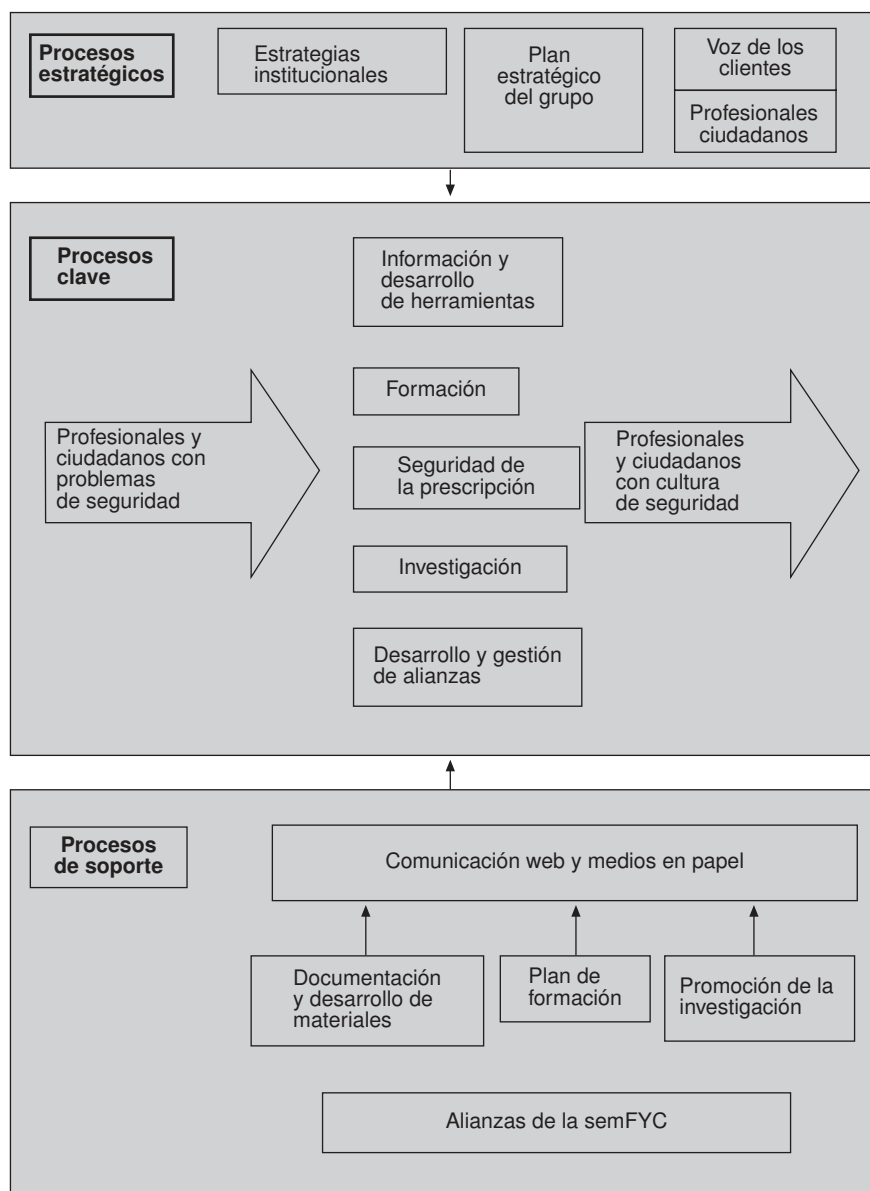 Procesos
estratégicos
Estrategias
institucionales
Plan
estratégico
del grupo
Voz de los
clientes
Profesionales
ciudadanos
Procesos
clave
Información y
desarrollo
de herramientas
Formación
Profesionales y
ciudadanos con
problemas
de seguridad
Seguridad de
la prescripción
Profesionales
y ciudadanos
con cultura
de seguridad
Investigación
Desarrollo y gestión
de alianzas
Procesos
de soporte
Comunicación web y medios en papel
Documentación
y desarrollo de
materiales
Plan de
formación
Promoción de la
investigación
Alianzas de la semFYC